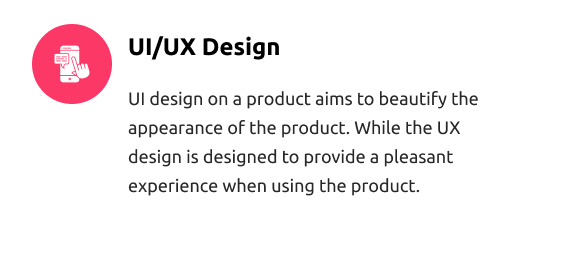 UI/UX Design
UI design on a product aims to beautify the
appearance of the product. While the UX
design is designed to provide a pleasant
experience when using the product.